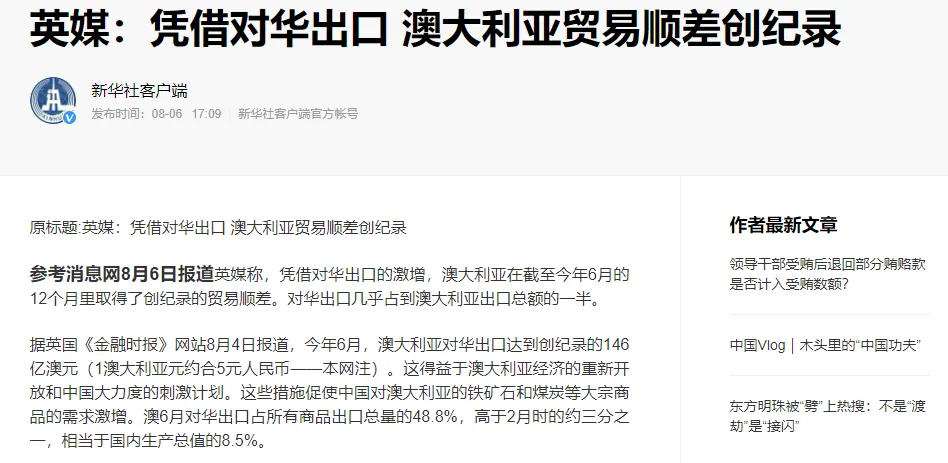 英媒：凭借对华出口 澳大利亚贸易顺差创纪录
新华社客户端
发布时间：08-06 17:09 新华社客户端官方帐号
原标题:英媒：凭借对华出口 澳大利亚贸易顺差创纪录
参考消息网8月6日报道英媒称，凭借对华出口的激增，澳大利亚在截至今年6月的
12个月里取得了创纪录的贸易顺差。对华出口几乎占到澳大利亚出口总额的一半。
据英国《金融时报》网站8月4日报道，今年6月，澳大利亚对华出口达到创纪录的146
亿澳元（1澳大利亚元约合5元人民币——本网注）。这得益于澳大利亚经济的重新开
放和中国大力度的刺激计划。这些措施促使中国对澳大利亚的铁矿石和煤炭等大宗商
品的需求激增。澳6月对华出口占所有商品出口总量的48.8%，高于2月时的约三分之
一，相当于国内生产总值的8.5%。
作者最新文章
领导干部受贿后退回部分贿赂款
是否计入受贿数额？
中国Vlog｜木头里的“中国功夫”
东方明珠被“劈”上热搜：不是“渡
劫”是“接闪”